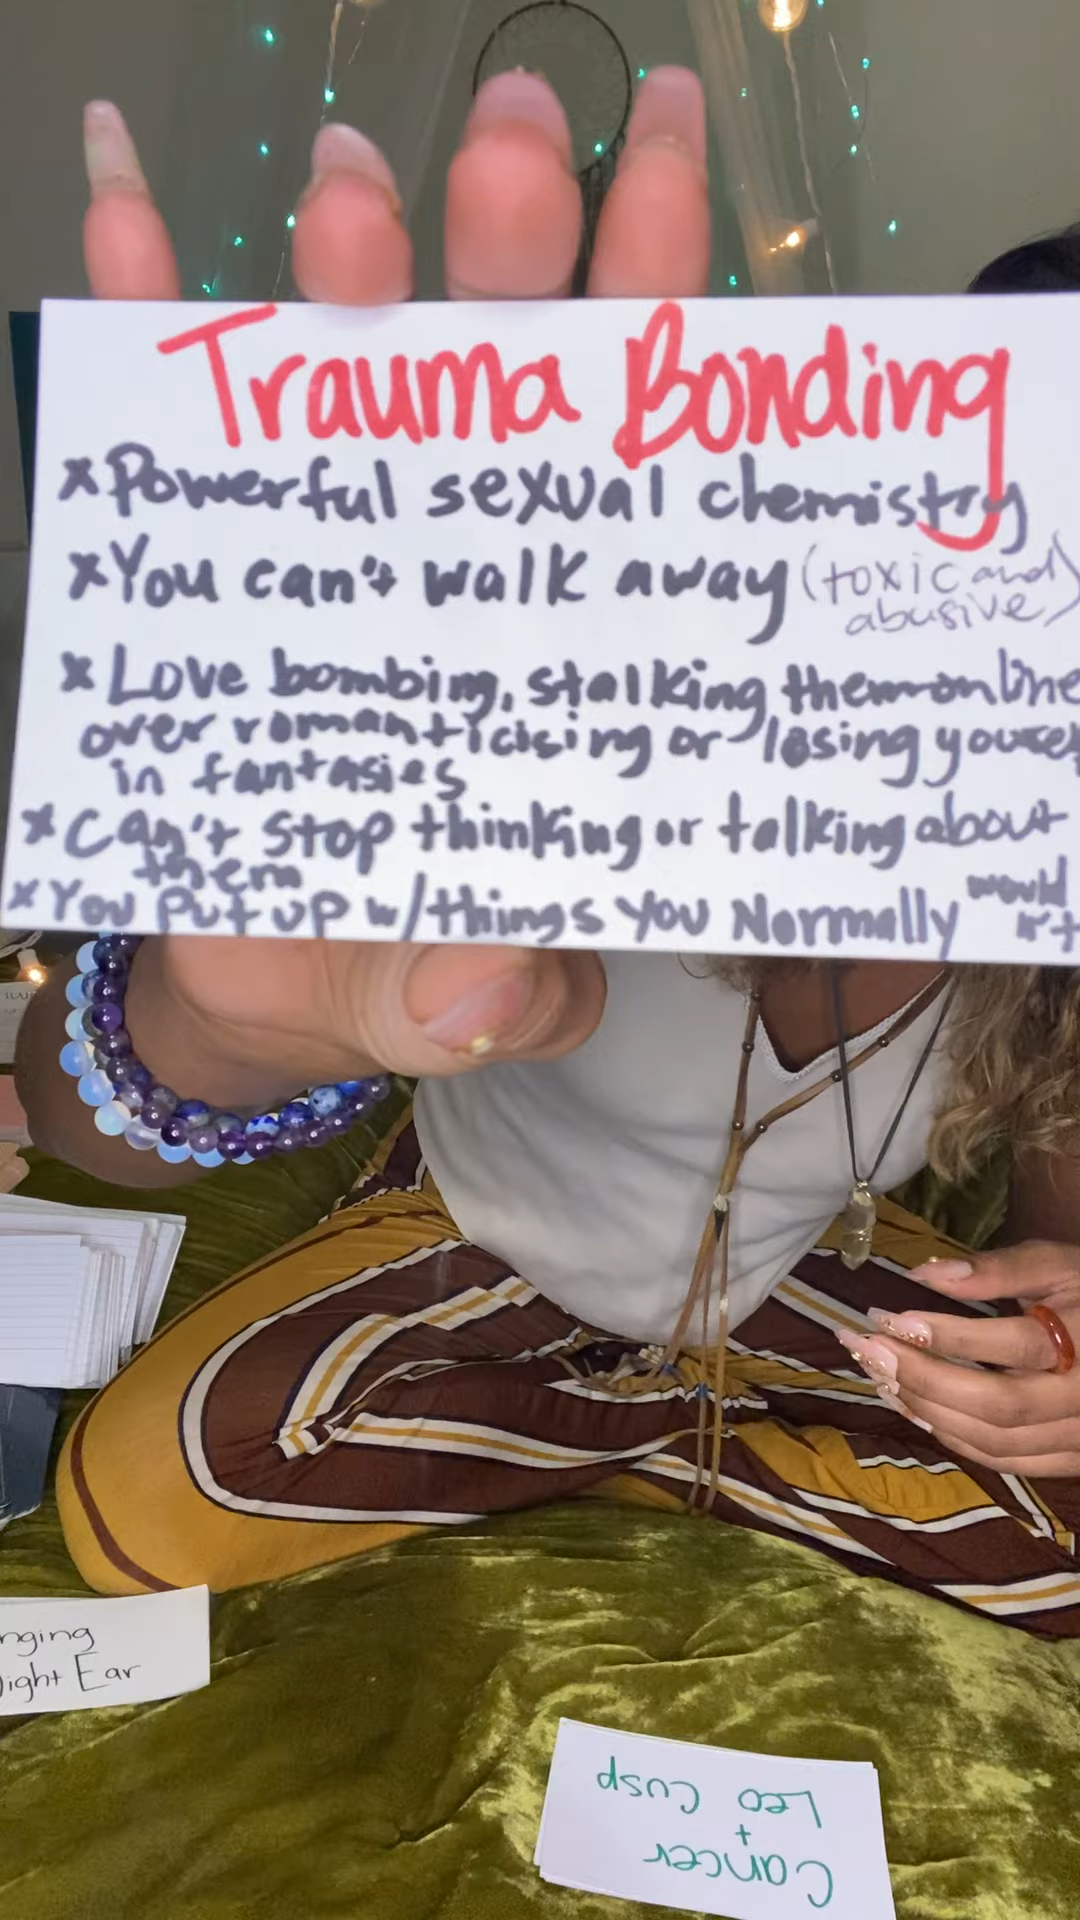 Trauma Bonding
x Powerful sexual chemistry
x You can't walk away (toxic and
abusive)
x Love bombing, stalking them online
over romanticising or losing
in fantasies
x Can't stop thinking or talking about
them
x You Put up w/things You Normally would
nging
ight Ear
Cancer
+
Leo Cusp